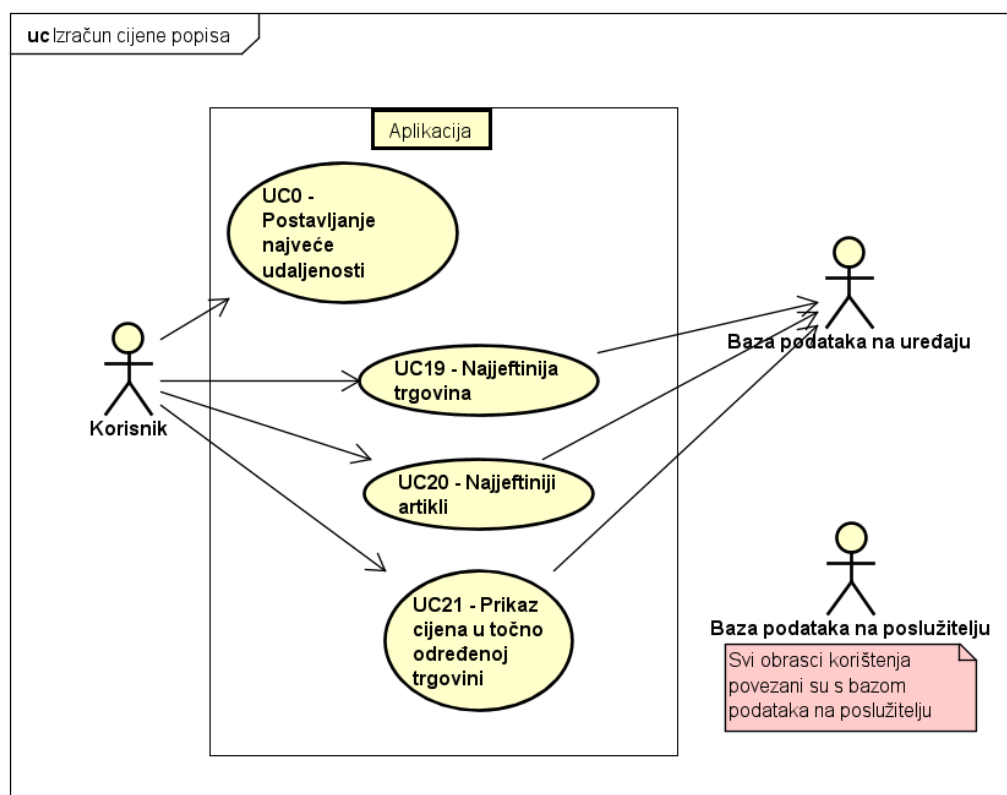 uc Izračun cijene popisa
Aplikacija
UC0 -
Postavljanje
najveće
udaljenosti
Baza podataka na uređaju
UC19 - Najjeftinija
trgovina
Korisnik
UC20 - Najjeftiniji
artikli
UC21 - Prikaz
cijena u točno
određenoj
trgovini
Baza podataka na poslužitelju
Svi obrasci korištenja
povezani su s bazom
podataka na poslužitelju